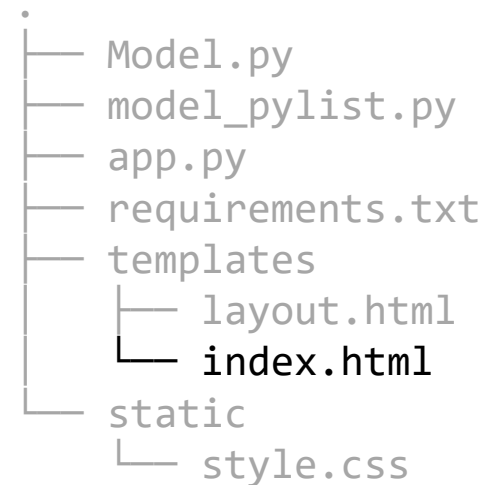 .
├── Model.py
├── model_pylist.py
├── app.py
├── requirements.txt
├── templates
│   ├── layout.html
│   └── index.html
└── static
    └── style.css